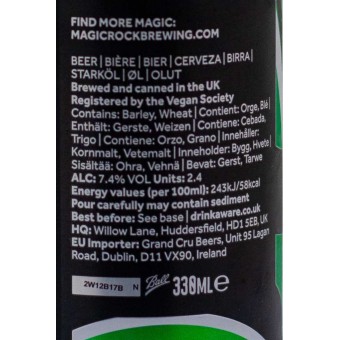 FIND MORE MAGIC:
MAGICROCKBREWING.COM
BEER | BIÈRE | BIER | CERVEZA | BIRRA |
STARKÖL | ØL | OLUT
Brewed and canned in the UK
Registered by the Vegan Society
Contains: Barley, Wheat | Contient: Orge, Blé |
Enthält: Gerste, Weizen | Contiene: Cebada,
Trigo | Contiene: Orzo, Grano | Innehåller:
Kornmalt, Vetemalt | Inneholder: Bygg, Hvete |
Sisältää: Ohra, Vehnä | Bevat: Gerst, Tarwe
ALC: 7.4% VOL Units: 2.4
Energy values (per 100ml): 243kJ/58kcal
Pour carefully may contain sediment
Best before: See base | drinkaware.co.uk
HQ: Willow Lane, Huddersfield, HD1 5EB, UK
EU Importer: Grand Cru Beers, Unit 95 Lagan
Road, Dublin, D11 VX90, Ireland
2W12B17B N Ball 330ML e